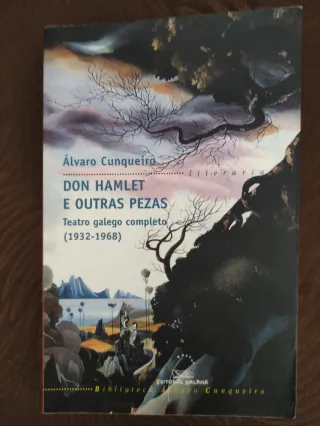 Álvaro Cunqueiro
literaria
DON HAMLET
E OUTRAS PEZAS
Teatro galego completo
(1932-1968)
EDITORIAL GALAXIA
Biblioteca Álvaro Cunqueiro